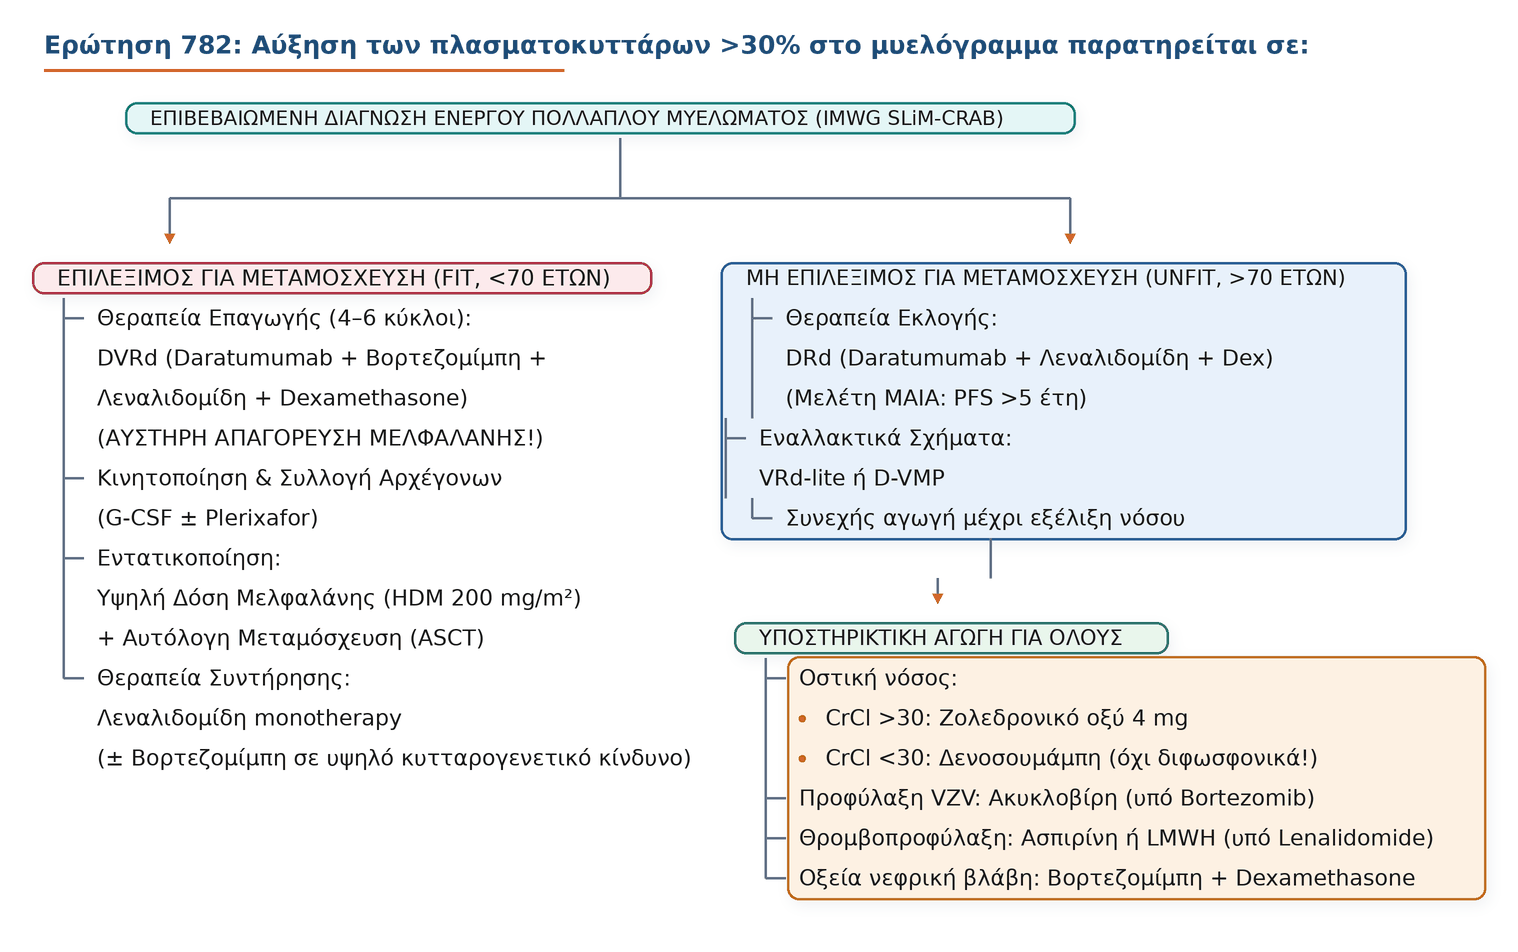 Ερώτηση 782: Αύξηση των πλασματοκυττάρων >30% στο μυελόγραμμα παρατηρείται σε:
ΕΠΙΒΕΒΑΙΩΜΕΝΗ ΔΙΑΓΝΩΣΗ ΕΝΕΡΓΟΥ ΠΟΛΛΑΠΛΟΥ ΜΥΕΛΩΜΑΤΟΣ (IMWG SLiM-CRAB)
ΕΠΙΛΕΞΙΜΟΣ ΓΙΑ ΜΕΤΑΜΟΣΧΕΥΣΗ (FIT, <70 ΕΤΩΝ)
Θεραπεία Επαγωγής (4–6 κύκλοι):
DVRd (Daratumumab + Βορτεζομίμπη +
Λεναλιδομίδη + Dexamethasone)
(ΑΥΣΤΗΡΗ ΑΠΑΓΟΡΕΥΣΗ ΜΕΛΦΑΛΑΝΗΣ!)
Κινητοποίηση & Συλλογή Αρχέγονων
(G-CSF ± Plerixafor)
Εντατικοποίηση:
Υψηλή Δόση Μελφαλάνης (HDM 200 mg/m²)
+ Αυτόλογη Μεταμόσχευση (ASCT)
Θεραπεία Συντήρησης:
Λεναλιδομίδη monotherapy
(± Βορτεζομίμπη σε υψηλό κυτταρογενετικό κίνδυνο)
ΜΗ ΕΠΙΛΕΞΙΜΟΣ ΓΙΑ ΜΕΤΑΜΟΣΧΕΥΣΗ (UNFIT, >70 ΕΤΩΝ)
Θεραπεία Εκλογής:
DRd (Daratumumab + Λεναλιδομίδη + Dex)
(Μελέτη MAIA: PFS >5 έτη)
Εναλλακτικά Σχήματα:
VRd-lite ή D-VMP
Συνεχής αγωγή μέχρι εξέλιξη νόσου
ΥΠΟΣΤΗΡΙΚΤΙΚΗ ΑΓΩΓΗ ΓΙΑ ΟΛΟΥΣ
Οστική νόσος:
• CrCl >30: Ζολεδρονικό οξύ 4 mg
• CrCl <30: Δενοσουμάμπη (όχι διφωσφονικά!)
Προφύλαξη VZV: Ακυκλοβίρη (υπό Bortezomib)
Θρομβοπροφύλαξη: Ασπιρίνη ή LMWH (υπό Lenalidomide)
Οξεία νεφρική βλάβη: Βορτεζομίμπη + Dexamethasone